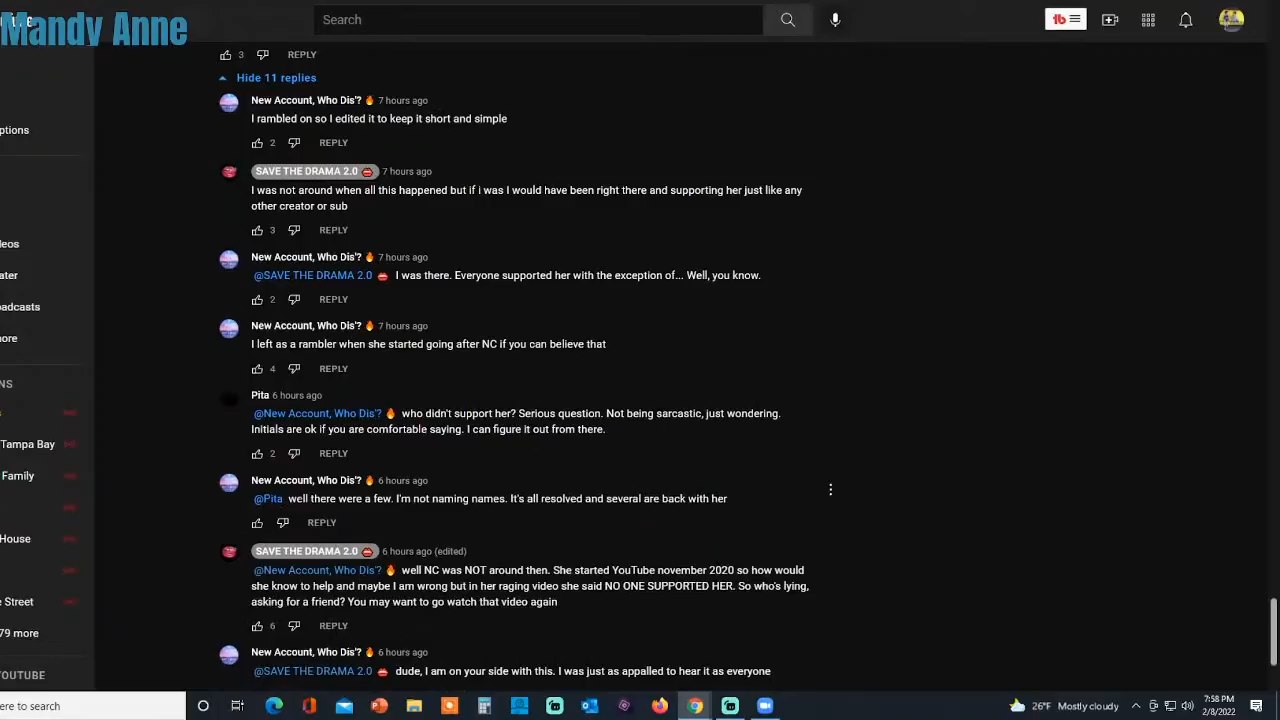 Mandy Anne
Search
3 REPLY
Hide 11 replies
New Account, Who Dis'? 🔥 7 hours ago
I rambled on so I edited it to keep it short and simple
2 REPLY
SAVE THE DRAMA 2.0 👄 7 hours ago
I was not around when all this happened but if i was I would have been right there and supporting her just like any
other creator or sub
3 REPLY
New Account, Who Dis'? 🔥 7 hours ago
@SAVE THE DRAMA 2.0 👄 I was there. Everyone supported her with the exception of... Well, you know.
2 REPLY
New Account, Who Dis'? 🔥 7 hours ago
I left as a rambler when she started going after NC if you can believe that
4 REPLY
Pita 6 hours ago
@New Account, Who Dis'? 🔥 who didn't support her? Serious question. Not being sarcastic, just wondering.
Initials are ok if you are comfortable saying. I can figure it out from there.
2 REPLY
New Account, Who Dis'? 🔥 6 hours ago
@Pita well there were a few. I'm not naming names. It's all resolved and several are back with her
REPLY
SAVE THE DRAMA 2.0 👄 6 hours ago (edited)
@New Account, Who Dis'? 🔥 well NC was NOT around then. She started YouTube november 2020 so how would
she know to help and maybe I am wrong but in her raging video she said NO ONE SUPPORTED HER. So who's lying,
asking for a friend? You may want to go watch that video again
6 REPLY
New Account, Who Dis'? 🔥 6 hours ago
@SAVE THE DRAMA 2.0 👄 dude, I am on your side with this. I was just as appalled to hear it as everyone
ptions
deos
ater
oadcasts
ore
NS
Tampa Bay
Family
House
e Street
79 more
OUTUBE
ere to search
26°F Mostly cloudy
7:58 PM
2/8/2022